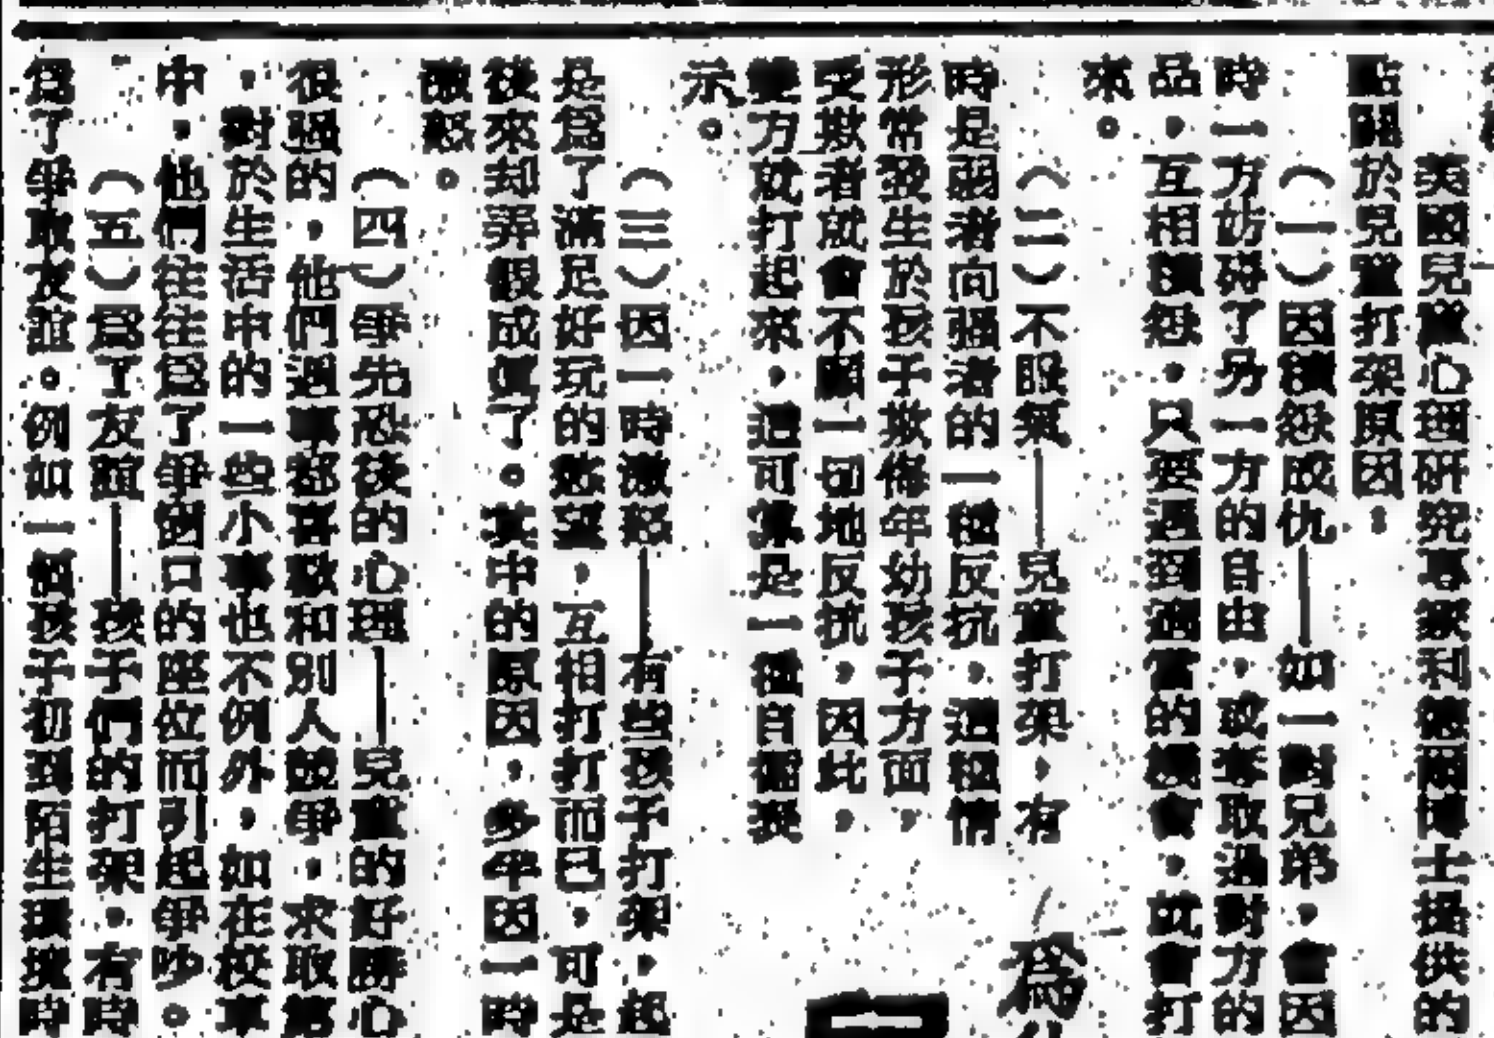 美國兒童心理研究專家利德爾博士提供的
點關於兒童打架原因。
(一)因積怨成仇——如一對兄弟,會因
時一方妨碍了另一方的自由,或奪取過對方的
品,互相積怨,只要遇到適當的機會,就會打
來。
(二)不服氣——兒童打架,有
時是弱者向强者的一種反抗,這種情
形常發生於孩子欺侮年幼孩子方面,
受欺者就會不顧一切地反抗,因此,
雙方就打起來,這可算是一種自衛表
示。
(三)因一時激怒——有些孩子打架,起
是爲了滿足好玩的慾望,互相打打而已,可是
後來却弄假成眞了。其中的原因,多半因一時
激怒。
(四)爭先恐後的心理——兒童的好勝心
很强的,他們遇事都喜歡和別人競爭,求取
,對於生活中的一些小事也不例外,如在校車
中,他們往往爲了爭窗口的座位而引起爭吵。
(五)爲了友誼——孩子們的打架,有時
爲了爭取友誼。例如一個孩子初到陌生環境時
爲